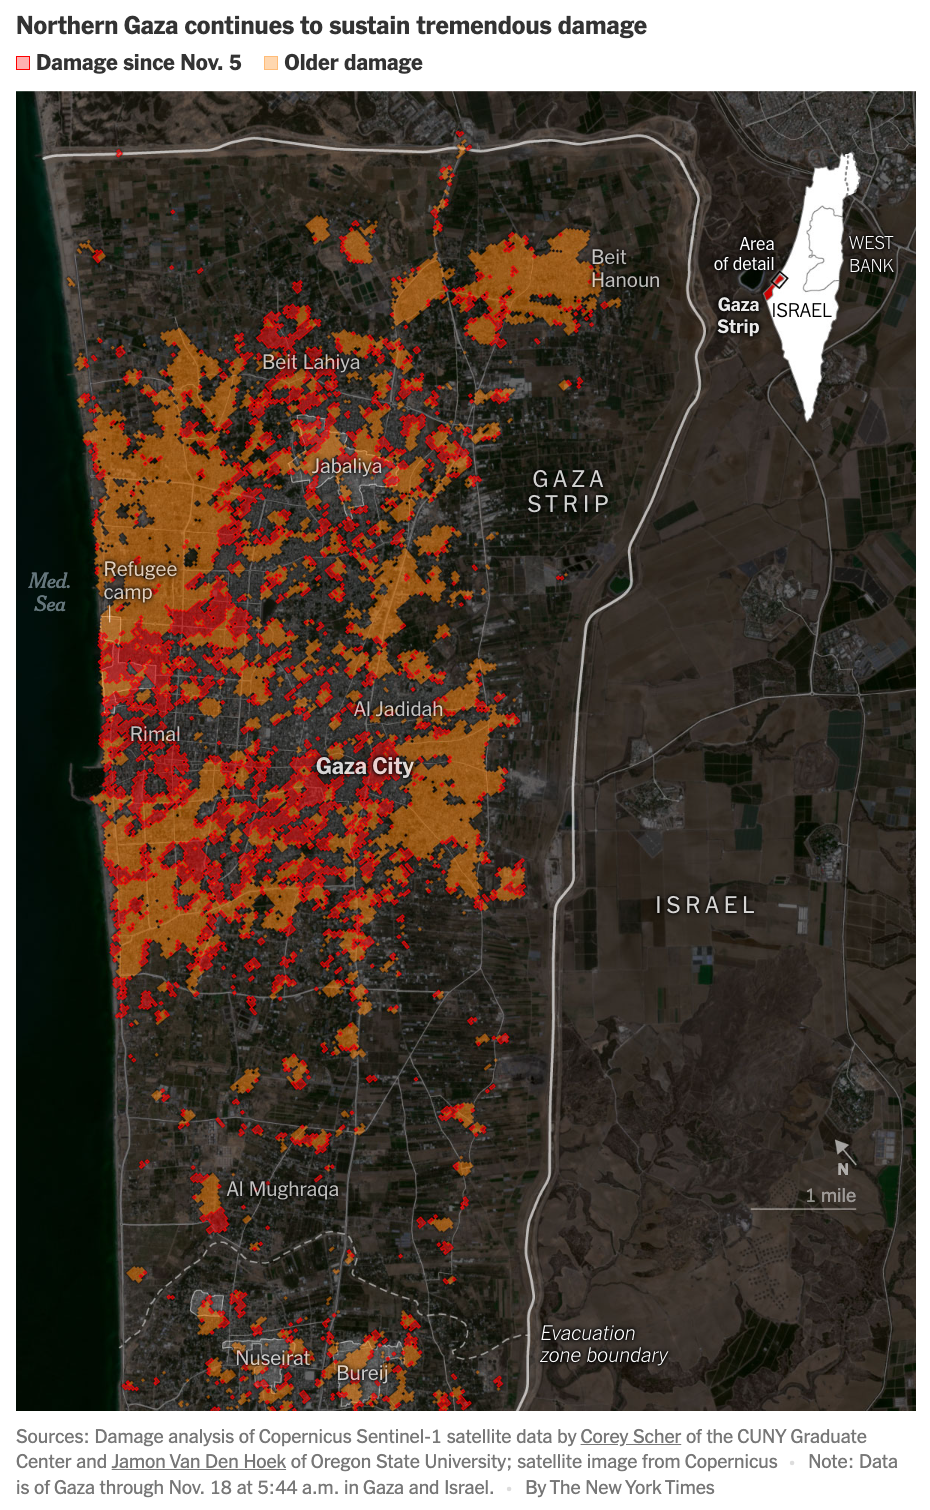 Northern Gaza continues to sustain tremendous damage
Damage since Nov. 5 Older damage
Beit
Hanoun
Area
of detail
WEST
BANK
Gaza
Strip
ISRAEL
Beit Lahiya
Jabaliya
GAZA
STRIP
Med.
Sea
Refugee
camp
Al Jadidah
Rimal
Gaza City
ISRAEL
N
1 mile
Al Mughraqa
Evacuation
zone boundary
Nuseirat
Bureij
Sources: Damage analysis of Copernicus Sentinel-1 satellite data by Corey Scher of the CUNY Graduate
Center and Jamon Van Den Hoek of Oregon State University; satellite image from Copernicus • Note: Data
is of Gaza through Nov. 18 at 5:44 a.m. in Gaza and Israel. • By The New York Times